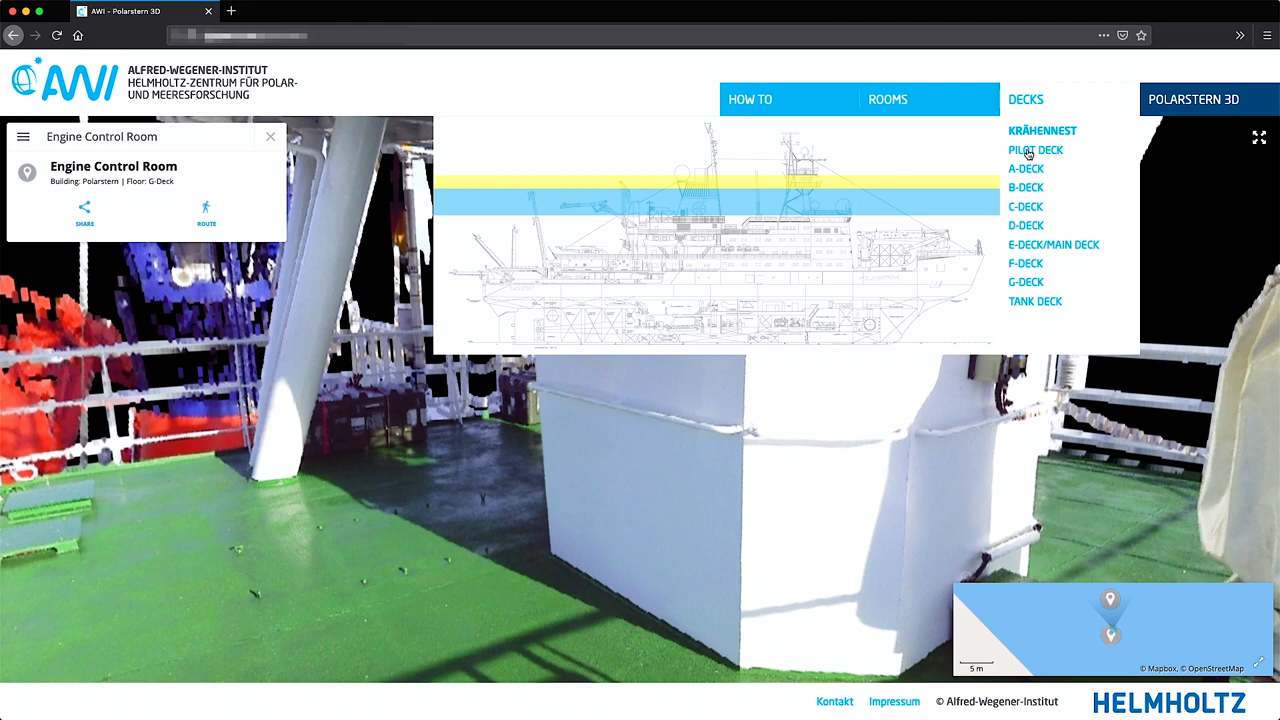 AWI - Polarstern 3D
AWI
ALFRED-WEGENER-INSTITUT
HELMHOLTZ-ZENTRUM FÜR POLAR-
UND MEERESFORSCHUNG
HOW TO
ROOMS
DECKS
POLARSTERN 3D
KRÄHENNEST
PILOT DECK
A-DECK
B-DECK
C-DECK
D-DECK
E-DECK/MAIN DECK
F-DECK
G-DECK
TANK DECK
Engine Control Room
Engine Control Room
Building: Polarstern | Floor: G-Deck
SHARE
ROUTE
5 m
© Mapbox, © OpenStreetMap
Kontakt
Impressum
© Alfred-Wegener-Institut
HELMHOLTZ